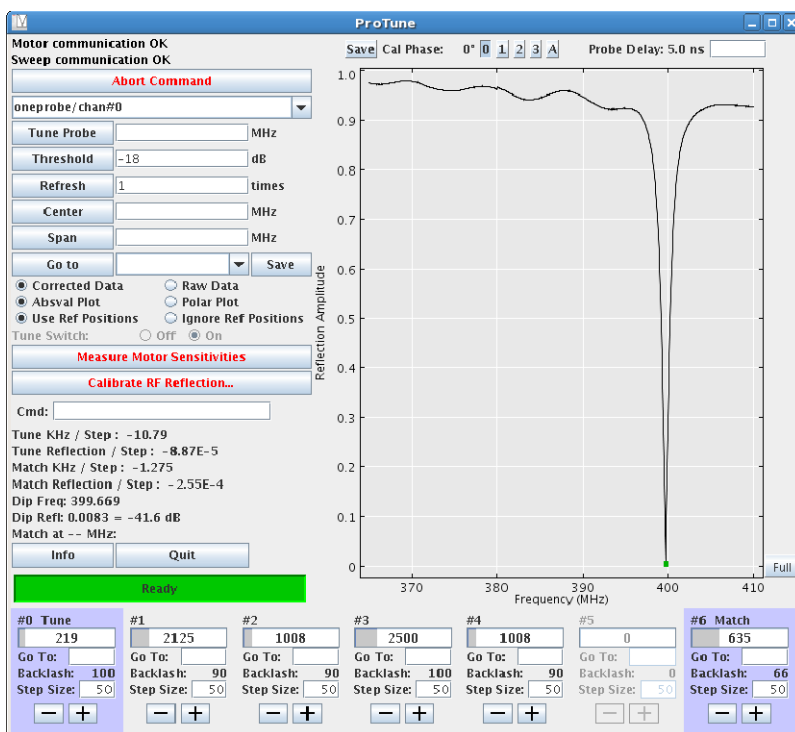 ProTune
Motor communication OK
Sweep communication OK
Save Cal Phase: 0° 0 1 2 3 A Probe Delay: 5.0 ns
Abort Command
oneprobe/chan#0
Tune Probe MHz
Threshold -18 dB
Refresh 1 times
Center MHz
Span MHz
Go to Save
Corrected Data Raw Data
Absval Plot Polar Plot
Use Ref Positions Ignore Ref Positions
Tune Switch: Off On
Measure Motor Sensitivities
Calibrate RF Reflection...
Cmd:
Tune KHz / Step : -10.79
Tune Reflection / Step : -8.87E-5
Match KHz / Step : -1.275
Match Reflection / Step : -2.55E-4
Dip Freq: 399.669
Dip Refl: 0.0083 = -41.6 dB
Match at -- MHz:
Info Quit
Ready
Reflection Amplitude
1.0
0.9
0.8
0.7
0.6
0.5
0.4
0.3
0.2
0.1
0
370 380 390 400 410
Frequency (MHz)
Full
#0 Tune #1 #2 #3 #4 #5 #6 Match
219 2125 1008 2500 1008 0 635
Go To: Go To: Go To: Go To: Go To: Go To: Go To:
Backlash: 100 Backlash: 90 Backlash: 90 Backlash: 100 Backlash: 90 Backlash: 0 Backlash: 66
Step Size: 50 Step Size: 50 Step Size: 50 Step Size: 50 Step Size: 50 Step Size: 50 Step Size: 50
− + − + − + − + − + − + − +